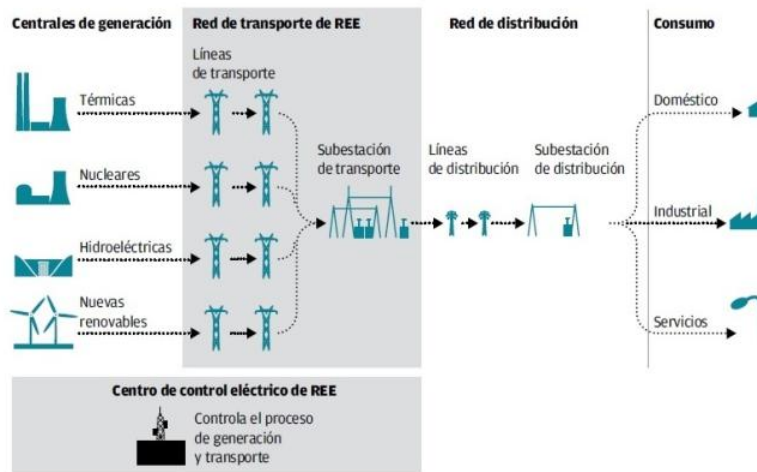 Centrales de generación
Red de transporte de REE
Red de distribución
Consumo
Líneas
de transporte
Térmicas
Doméstico
Subestación
de transporte
Líneas
de distribución
Subestación
de distribución
Nucleares
Industrial
Hidroeléctricas
Nuevas
renovables
Servicios
Centro de control eléctrico de REE
Controla el proceso
de generación
y transporte